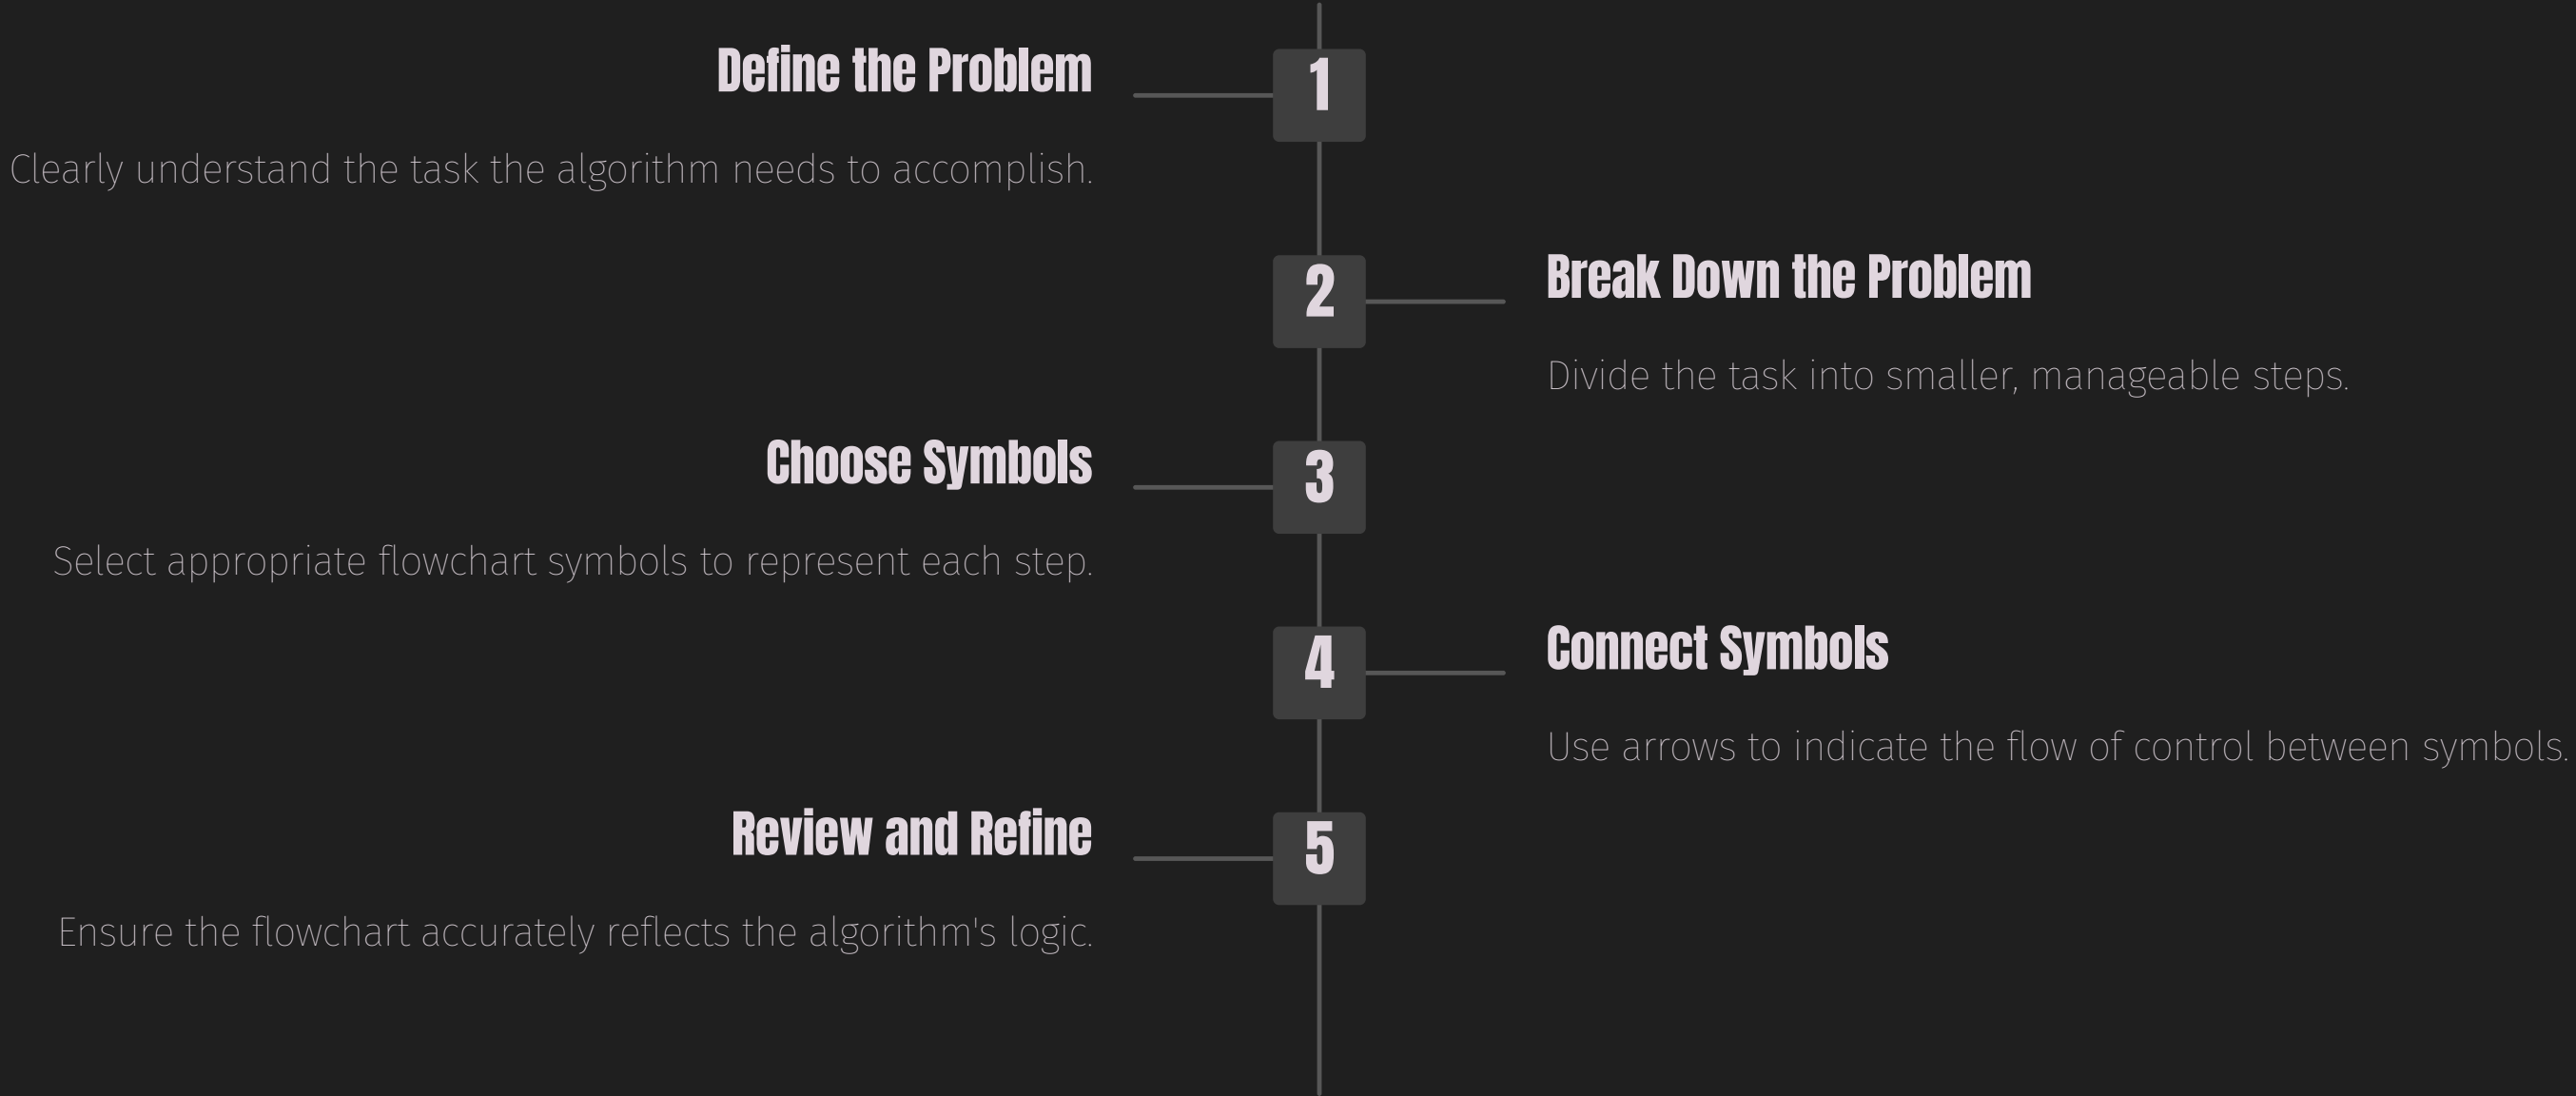 Define the Problem
1
Clearly understand the task the algorithm needs to accomplish.
2
Break Down the Problem
Divide the task into smaller, manageable steps.
Choose Symbols
3
Select appropriate flowchart symbols to represent each step.
4
Connect Symbols
Use arrows to indicate the flow of control between symbols.
Review and Refine
5
Ensure the flowchart accurately reflects the algorithm's logic.